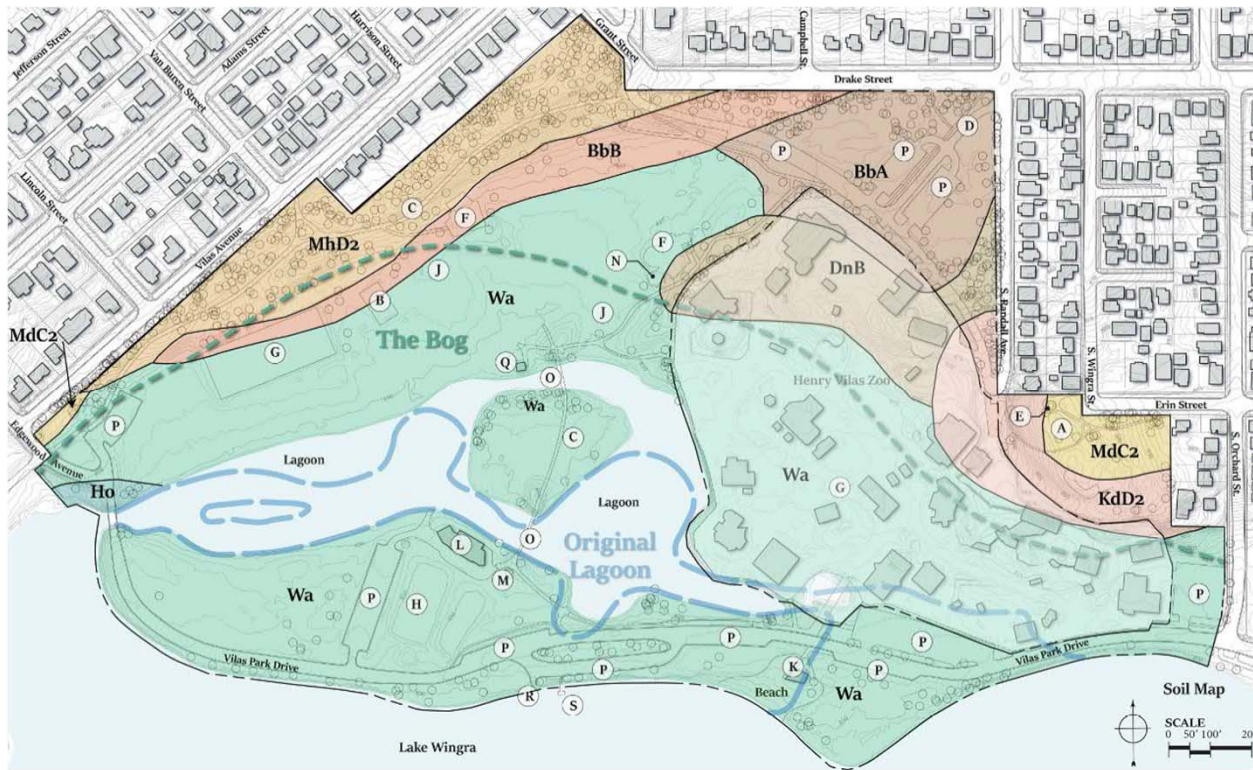 Jefferson Street
Van Buren Street
Adams Street
Harrison Street
Grant Street
Campbell St.
Drake Street
D
P
P
BbB
BbA
P
C
F
Lincoln Street
Vilas Avenue
MhD2
F
N
DnB
J
B
Wa
J
S. Randall Ave.
MdC2
The Bog
G
Q
O
Henry Vilas Zoo
S. Wingra St.
Wa
Erin Street
Edgewood
Avenue
P
C
E
A
MdC2
S. Orchard St.
Lagoon
Wa
Ho
Lagoon
G
KdD2
O
Original
Lagoon
L
M
Wa
P
H
P
P
P
P
Vilas Park Drive
P
K
P
Vilas Park Drive
Beach
Wa
R
S
Soil Map
SCALE
0 50' 100' 20
Lake Wingra